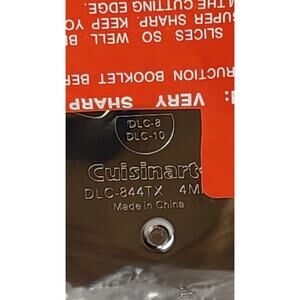 M THE CUTTING EDGE.
SUPER SHARP. KEEP YO
SLICES SO WELL BE
RUCTION BOOKLET BEF
: VERY SHARP
DLC-8
DLC-10
Cuisinart
DLC-844TX 4M
Made in China